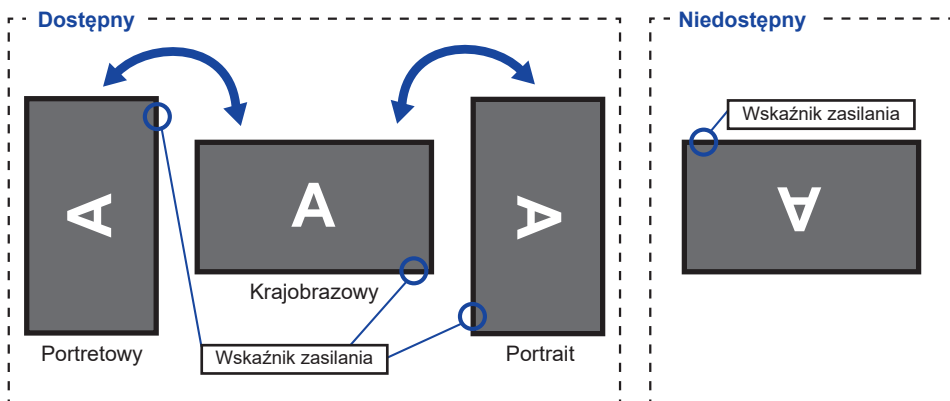 Dostępny
Niedostępny
Wskaźnik zasilania
A
A
A
A
Krajobrazowy
Portretowy
Wskaźnik zasilania
Portrait